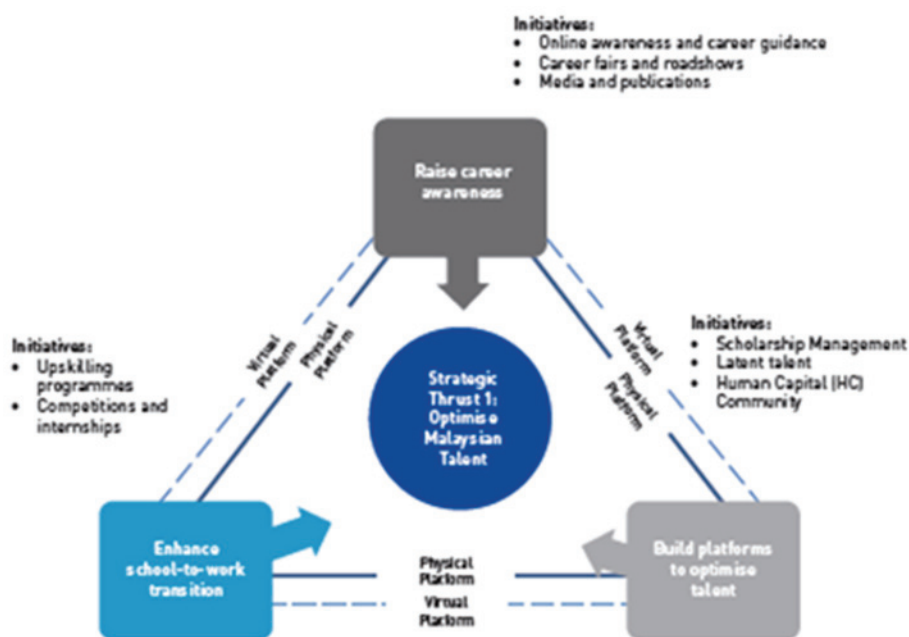 Initiatives:
• Online awareness and career guidance
• Career fairs and roadshows
• Media and publications
Raise career
awareness
Virtual
Platform
Physical
Platform
Virtual
Platform
Physical
Platform
Initiatives:
• Upskilling
programmes
• Competitions and
internships
Strategic
Thrust 1:
Optimise
Malaysian
Talent
Initiatives:
• Scholarship Management
• Latent talent
• Human Capital (HC)
Community
Enhance
school-to-work
transition
Physical
Platform
Virtual
Platform
Build platforms
to optimise
talent